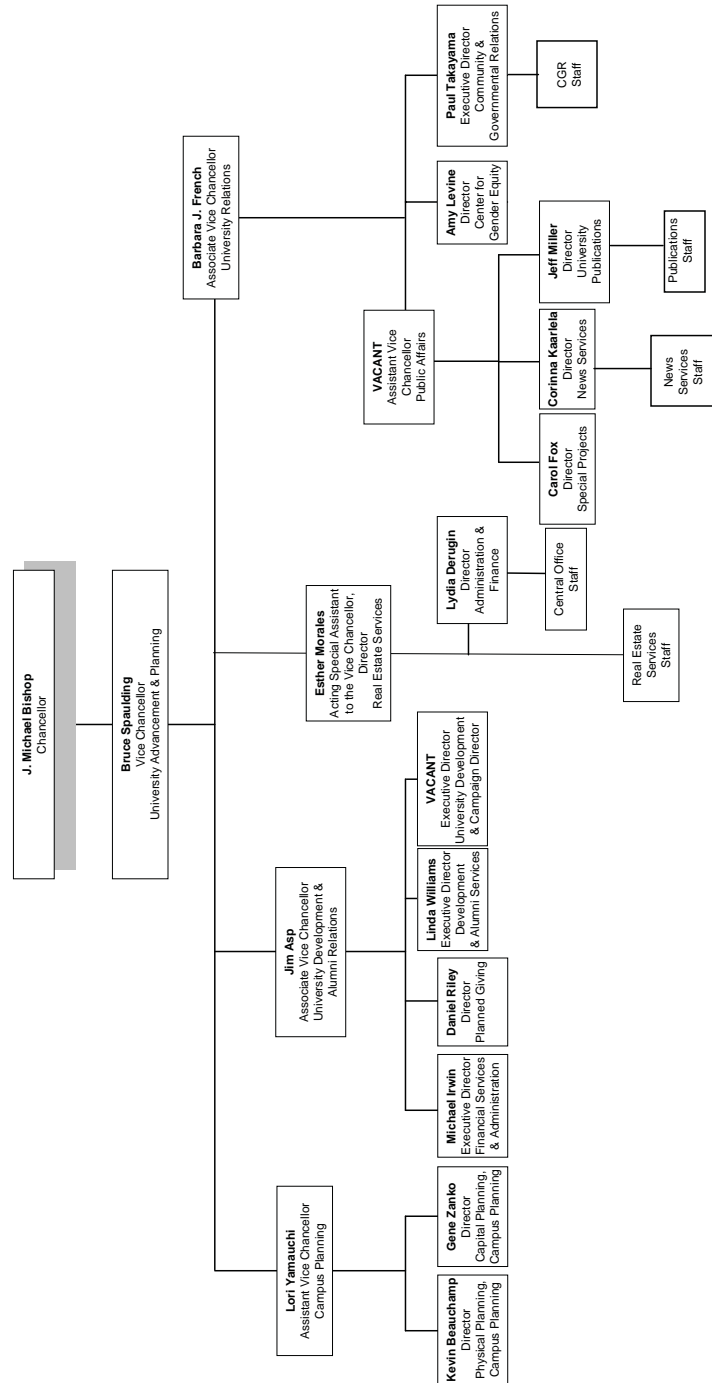 J. Michael Bishop
Chancellor
Bruce Spaulding
Vice Chancellor
University Advancement & Planning
Lori Yamauchi
Assistant Vice Chancellor
Campus Planning
Jim Asp
Associate Vice Chancellor
University Development &
Alumni Relations
Esther Morales
Acting Special Assistant
to the Vice Chancellor,
Director
Real Estate Services
Barbara J. French
Associate Vice Chancellor
University Relations
Kevin Beauchamp
Director
Physical Planning,
Campus Planning
Gene Zanko
Director
Capital Planning,
Campus Planning
Michael Irwin
Executive Director
Financial Services
& Administration
Daniel Riley
Director
Planned Giving
Linda Williams
Executive Director
Development
& Alumni Services
VACANT
Executive Director
University Development
& Campaign Director
Lydia Derugin
Director
Administration &
Finance
Central Office
Staff
Real Estate
Services
Staff
VACANT
Assistant Vice
Chancellor
Public Affairs
Amy Levine
Director
Center for
Gender Equity
Paul Takayama
Executive Director
Community &
Governmental Relations
CGR
Staff
Carol Fox
Director
Special Projects
Corinna Kaarlela
Director
News Services
Jeff Miller
Director
University
Publications
News
Services
Staff
Publications
Staff